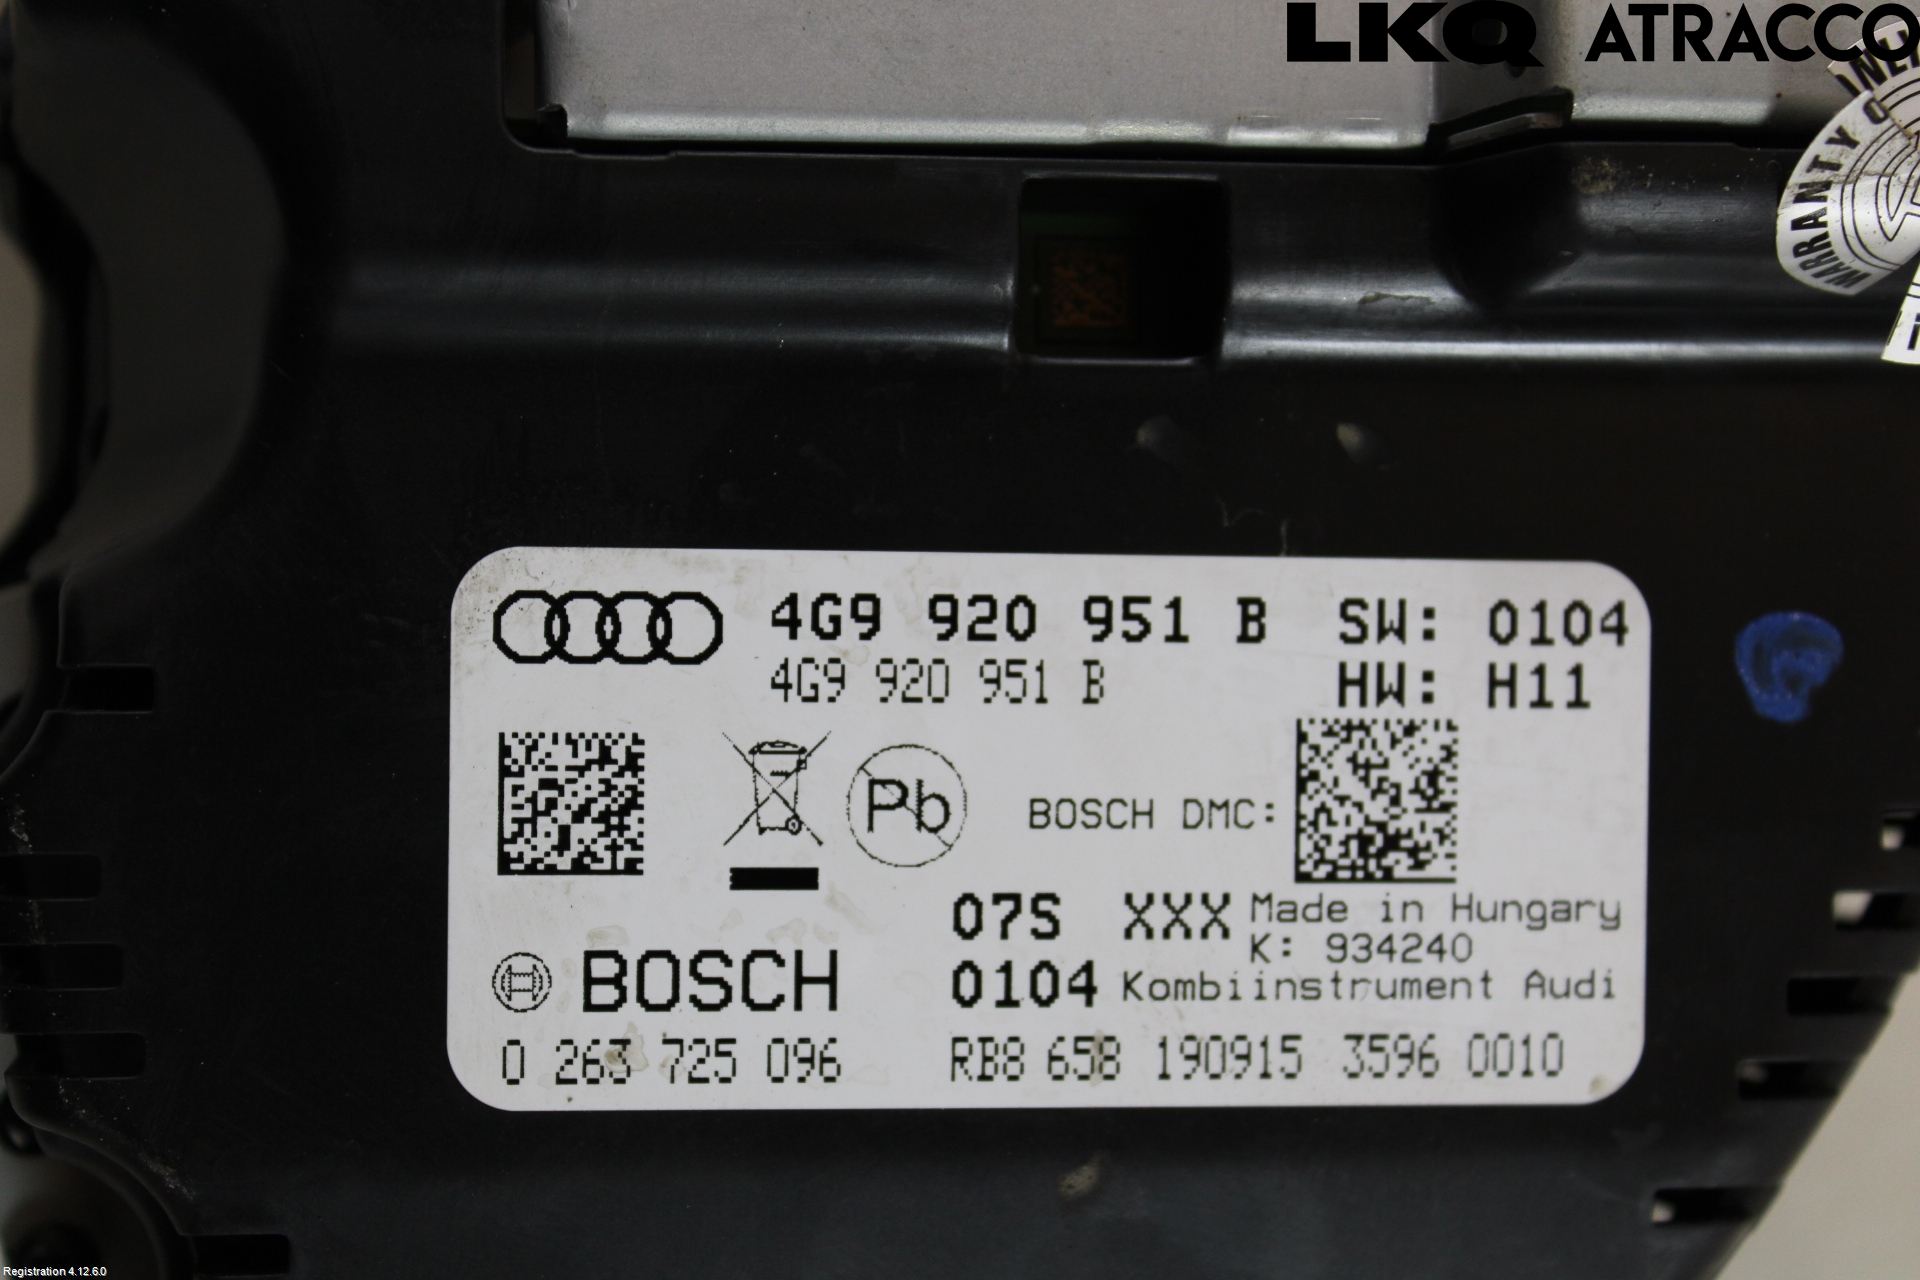 LKQ ATRACCO
WARRANTY
4G9 920 951 B SW: 0104
4G9 920 951 B HW: H11
Pb
BOSCH DMC:
07S XXX Made in Hungary
K: 934240
BOSCH 0104 Kombiinstrument Audi
0 263 725 096 RB8 658 190915 3596 0010
Registration 4.12.6.0